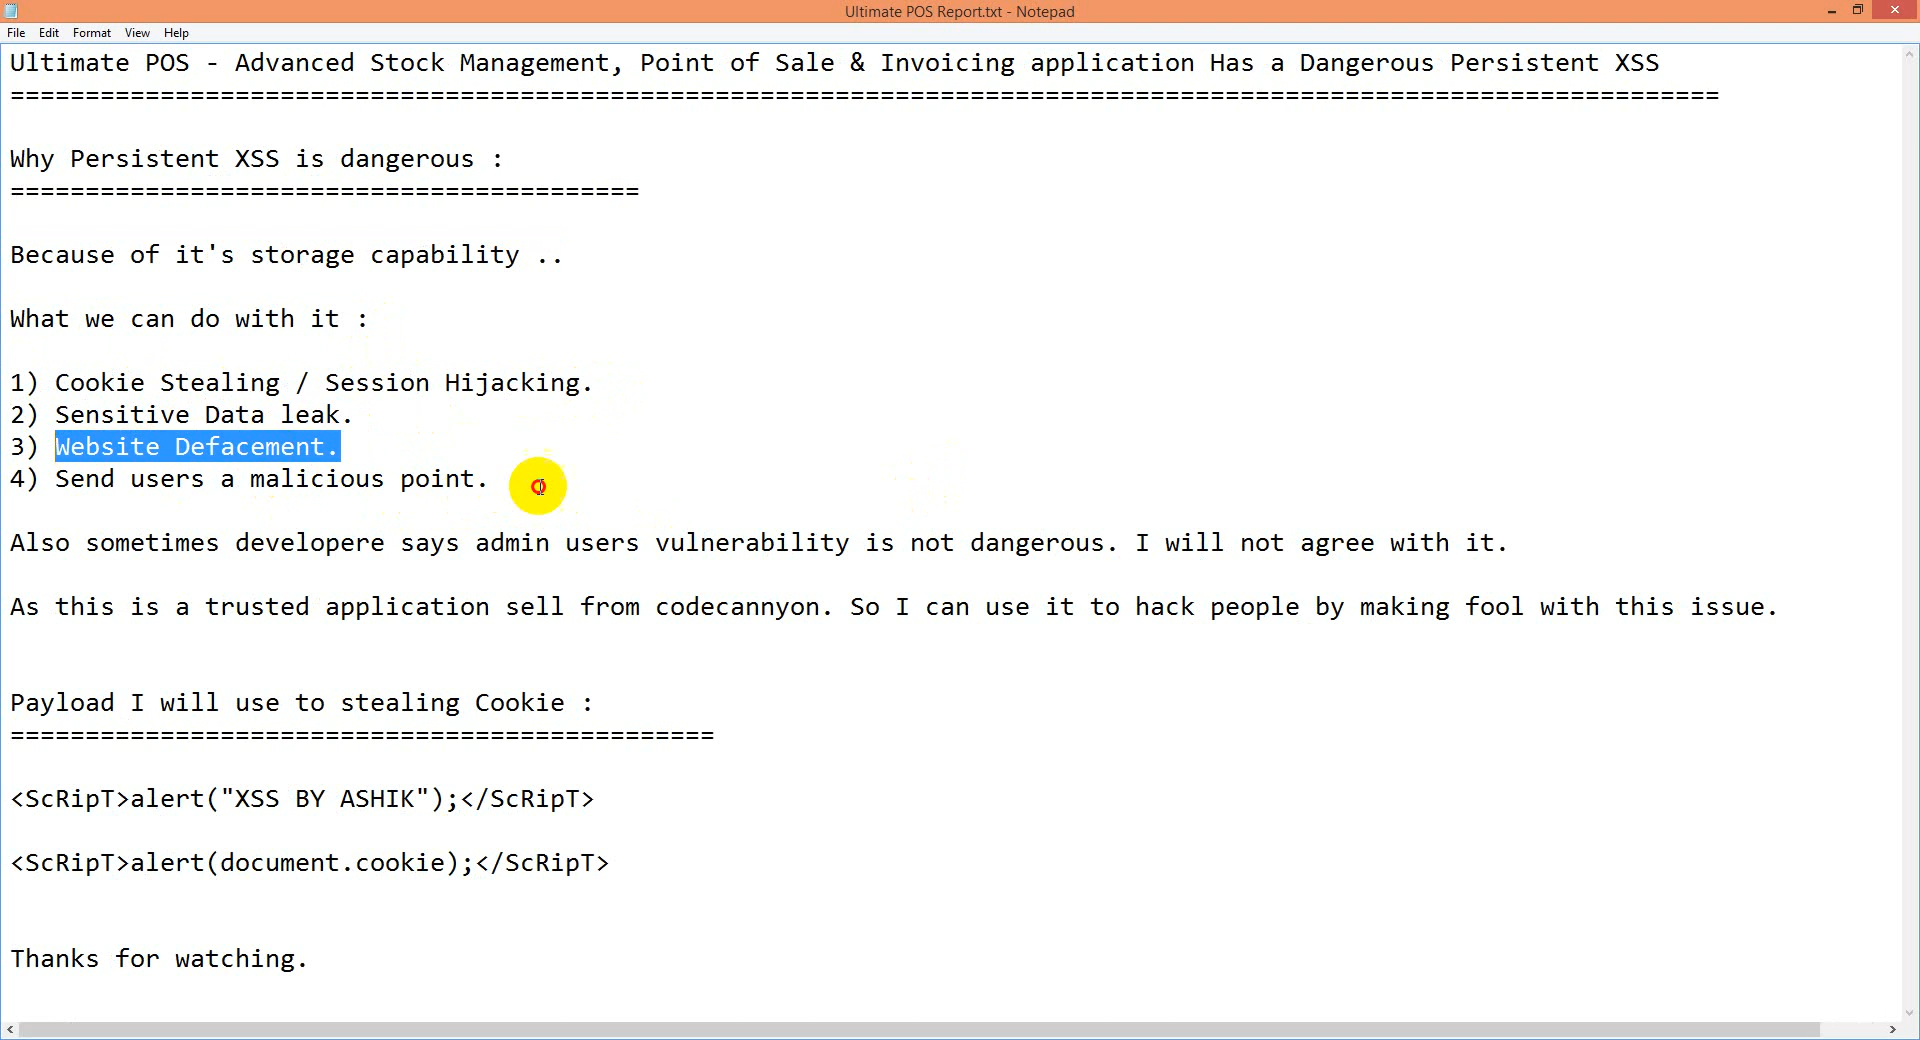 Ultimate POS Report.txt - Notepad
File Edit Format View Help
Ultimate POS - Advanced Stock Management, Point of Sale & Invoicing application Has a Dangerous Persistent XSS
=================================================================================================================
Why Persistent XSS is dangerous :
==========================================
Because of it's storage capability ..
What we can do with it :
1) Cookie Stealing / Session Hijacking.
2) Sensitive Data leak.
3) Website Defacement.
4) Send users a malicious point.
Also sometimes developere says admin users vulnerability is not dangerous. I will not agree with it.
As this is a trusted application sell from codecannyon. So I can use it to hack people by making fool with this issue.
Payload I will use to stealing Cookie :
===============================================
<ScRipT>alert("XSS BY ASHIK");</ScRipT>
<ScRipT>alert(document.cookie);</ScRipT>
Thanks for watching.